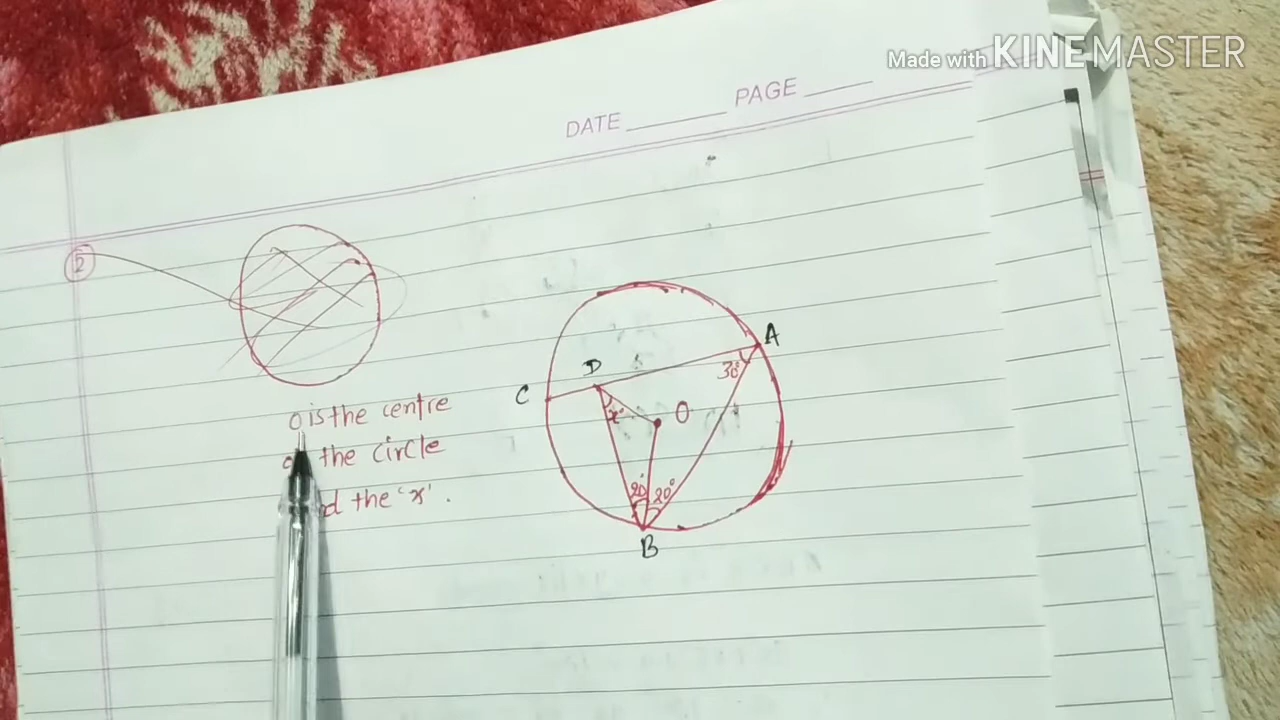 Made with KINEMASTER
DATE PAGE
2
A
30°
D
C
x°
O
o is the centre
the circle
the 'x'.
20° 20°
B